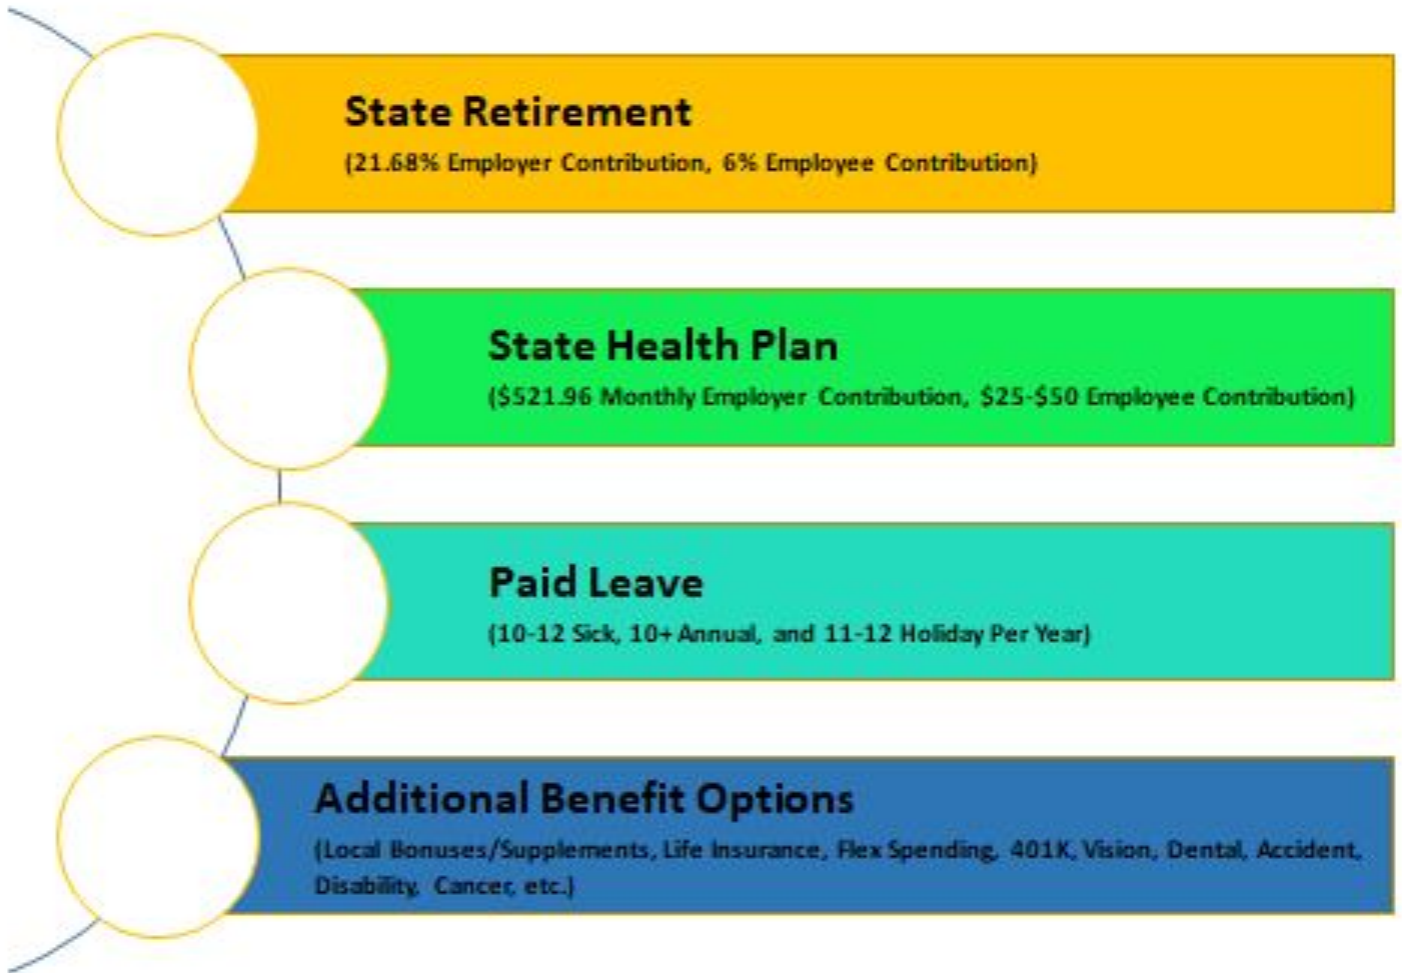 State Retirement
(21.68% Employer Contribution, 6% Employee Contribution)
State Health Plan
($521.96 Monthly Employer Contribution, $25-$50 Employee Contribution)
Paid Leave
(10-12 Sick, 10+ Annual, and 11-12 Holiday Per Year)
Additional Benefit Options
(Local Bonuses/Supplements, Life Insurance, Flex Spending, 401K, Vision, Dental, Accident,
Disability, Cancer, etc.)